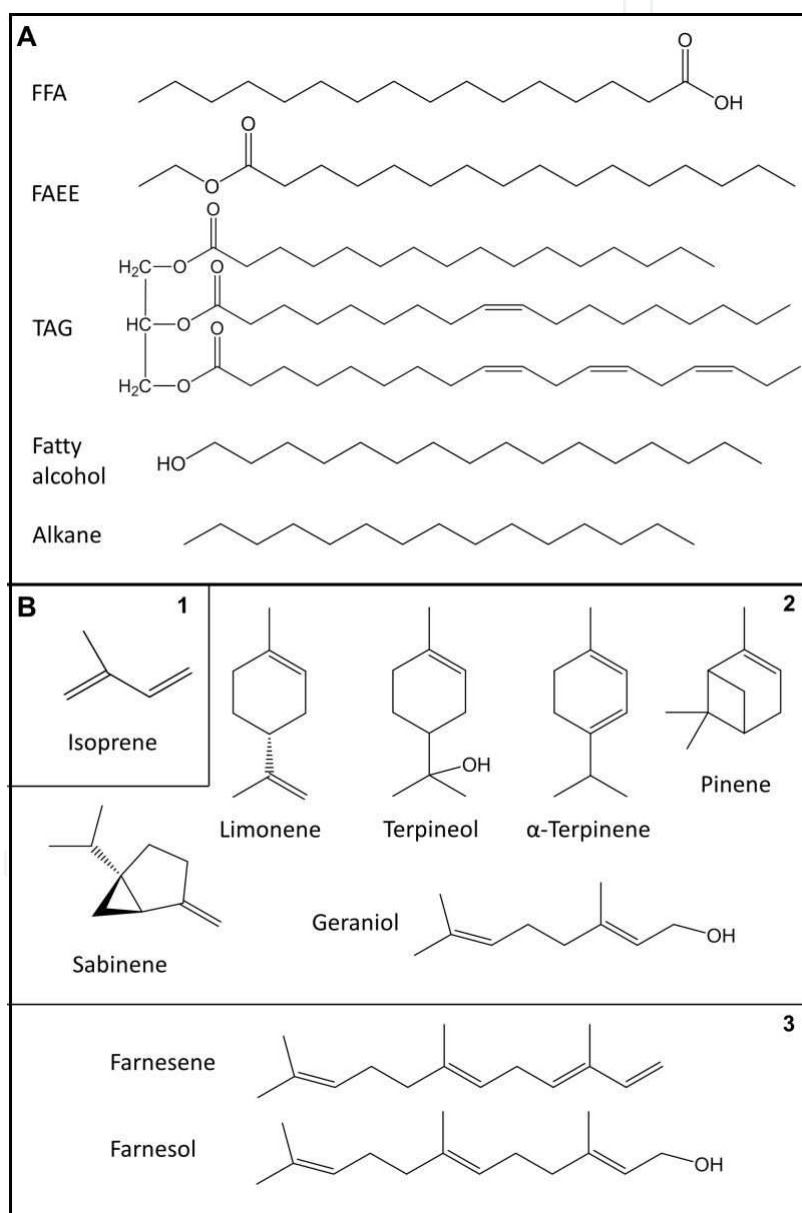 A
FFA
O
OH
FAEE
O
O
TAG
O
H₂C
O
O
HC
O
O
H₂C
O
Fatty
alcohol
HO
Alkane
B
1
2
Isoprene
Limonene
OH
Terpineol
α-Terpinene
Pinene
Sabinene
Geraniol
OH
3
Farnesene
Farnesol
OH